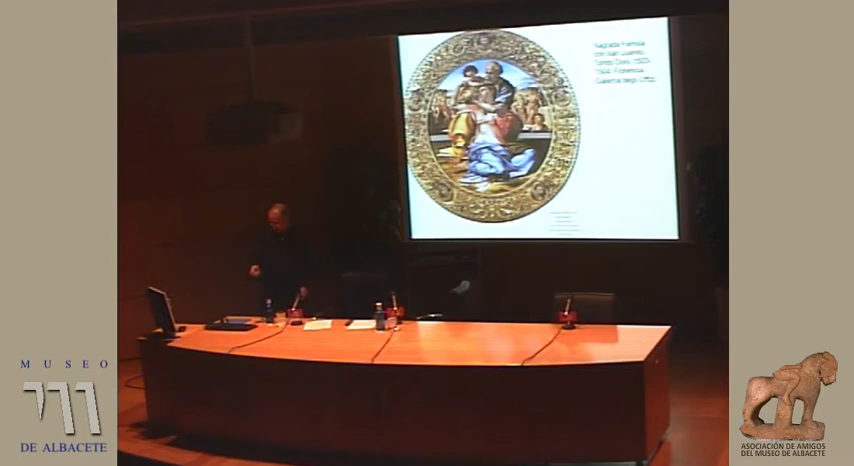 Sagrada Familia
con San Juanito.
Tondo Doni, 1503-
1504. Florencia.
Galleria degli Uffizi.
MUSEO
DE ALBACETE
ASOCIACIÓN DE AMIGOS
DEL MUSEO DE ALBACETE